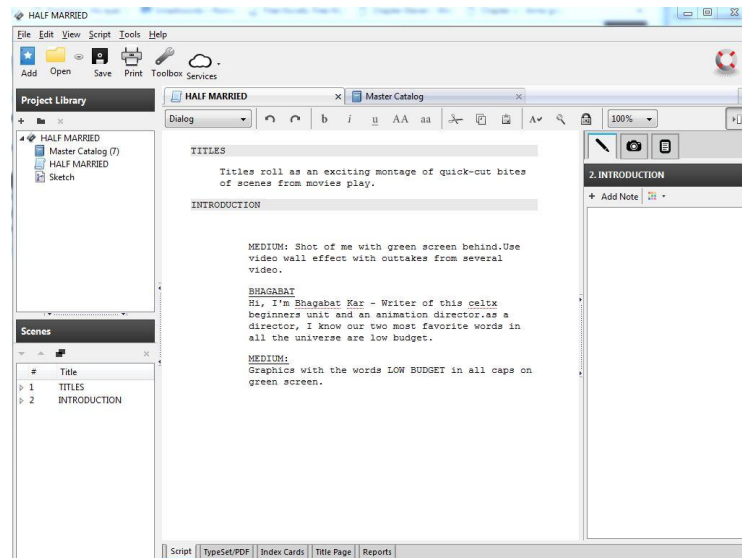 HALF MARRIED
File Edit View Script Tools Help
Add Open Save Print Toolbox Services
Project Library
HALF MARRIED
Master Catalog (7)
HALF MARRIED
Sketch
Scenes
# Title
1 TITLES
2 INTRODUCTION
HALF MARRIED x Master Catalog x
Dialog b i u AA aa A 100%
TITLES
Titles roll as an exciting montage of quick-cut bites
of scenes from movies play.
INTRODUCTION
MEDIUM: Shot of me with green screen behind.Use
video wall effect with outtakes from several
video.
BHAGABAT
Hi, I'm Bhagabat Kar - Writer of this celtx
beginners unit and an animation director.as a
director, I know our two most favorite words in
all the universe are low budget.
MEDIUM:
Graphics with the words LOW BUDGET in all caps on
green screen.
2. INTRODUCTION
+ Add Note
Script TypeSet/PDF Index Cards Title Page Reports